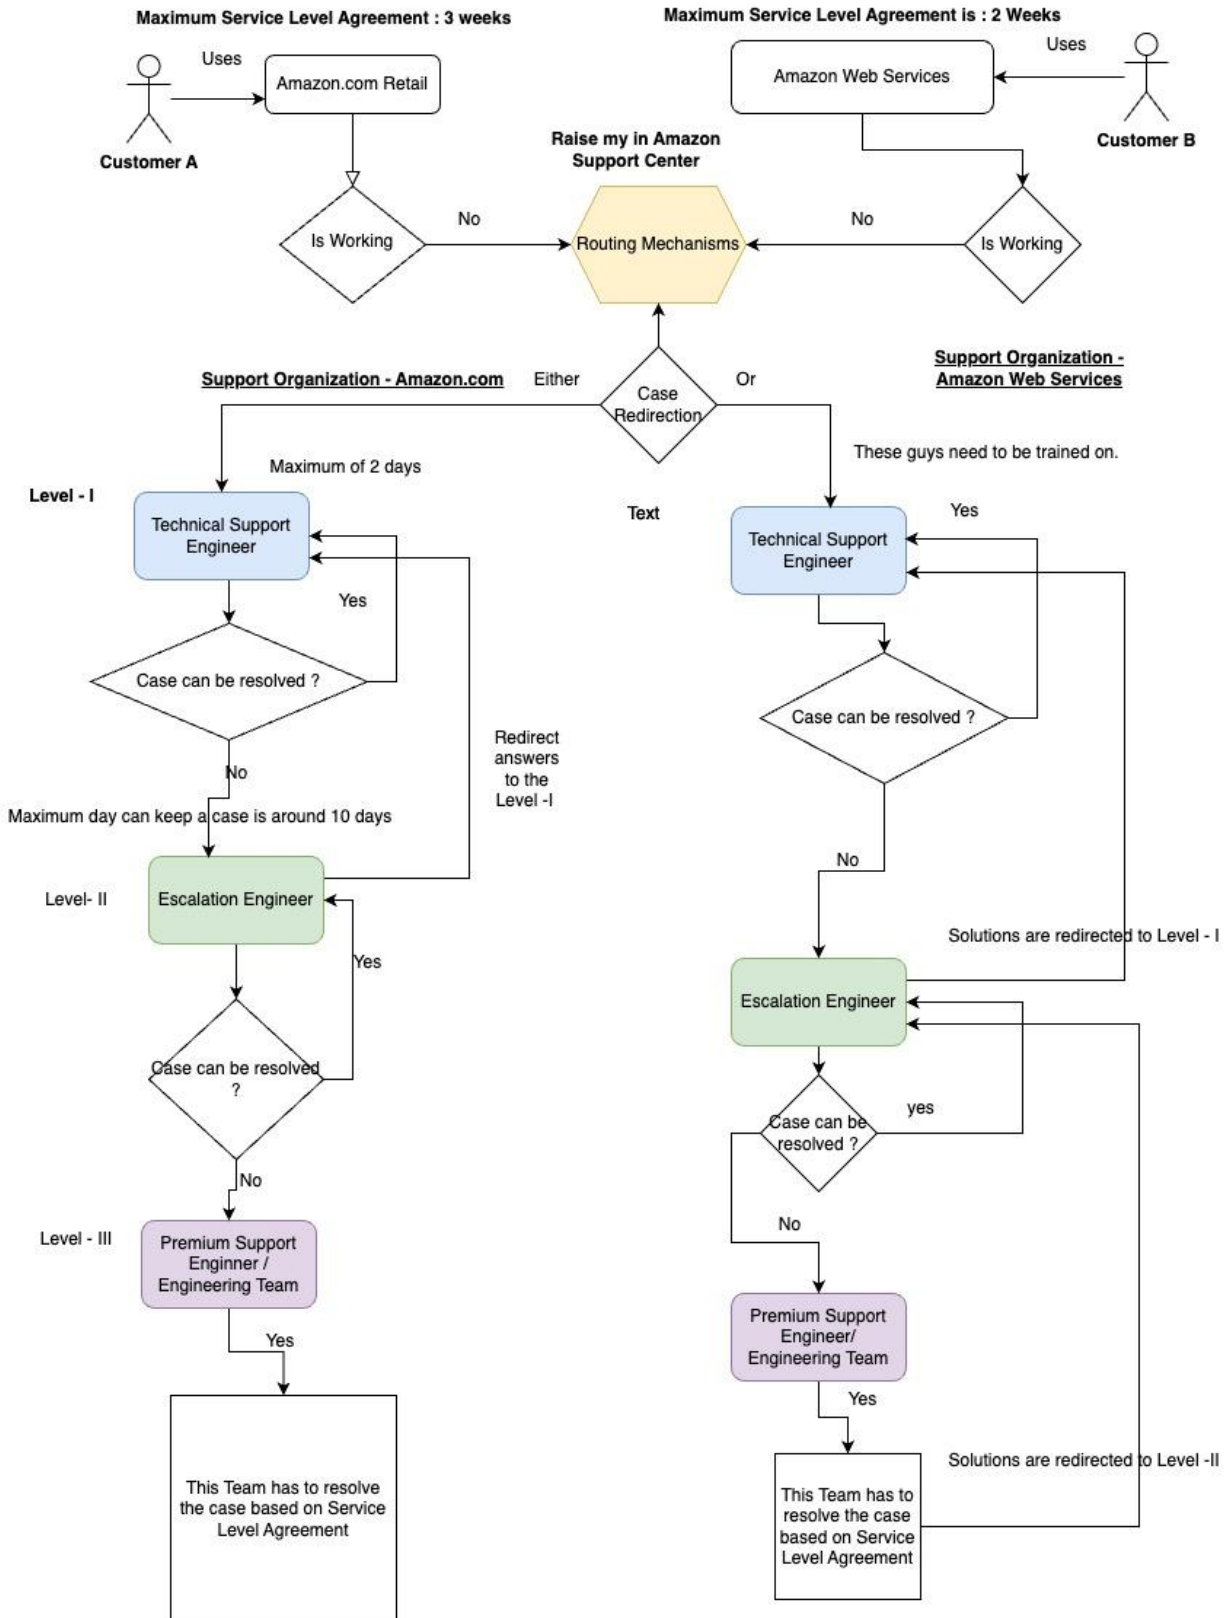 Maximum Service Level Agreement : 3 weeks
Maximum Service Level Agreement is : 2 Weeks
Uses
Amazon.com Retail
Customer A
Amazon Web Services
Uses
Customer B
Raise my in Amazon
Support Center
Is Working
No
Routing Mechanisms
No
Is Working
Support Organization - Amazon.com
Either
Case
Redirection
Or
Support Organization -
Amazon Web Services
Maximum of 2 days
These guys need to be trained on.
Level - I
Technical Support
Engineer
Text
Technical Support
Engineer
Yes
Yes
Case can be resolved ?
Case can be resolved ?
Redirect
answers
to the
Level -I
No
Maximum day can keep a case is around 10 days
No
Level- II
Escalation Engineer
Yes
Solutions are redirected to Level - I
Escalation Engineer
Case can be resolved
?
Case can be
resolved ?
yes
No
No
Level - III
Premium Support
Enginner /
Engineering Team
Premium Support
Engineer/
Engineering Team
Yes
Yes
Solutions are redirected to Level -II
This Team has to resolve
the case based on Service
Level Agreement
This Team has to
resolve the case
based on Service
Level Agreement